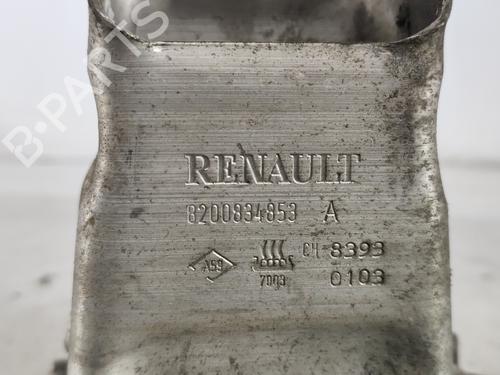 B-PARTS
RENAULT
8200834853 A
A59 7003 CH-8393
0103